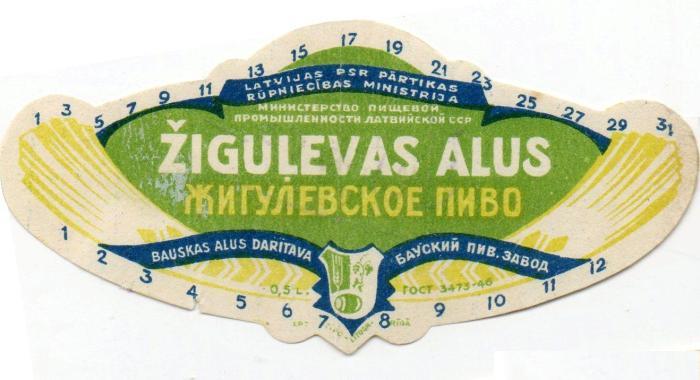 1 3 5 7 9 11 13 15 17 19 21 23 25 27 29 31
LATVIJAS PSR PĀRTIKAS
RŪPNIECĪBAS MINISTRIJA
МИНИСТЕРСТВО ПИЩЕВОЙ
ПРОМЫШЛЕННОСТИ ЛАТВИЙСКОЙ ССР
ŽIGULEVAS ALUS
ЖИГУЛЕВСКОЕ ПИВО
BAUSKAS ALUS DARĪTAVA
БАУСКИЙ ПИВ. ЗАВОД
0,5 L.
ГОСТ 3473-46
1 2 3 4 5 6 7 8 9 10 11 12
RĪGĀ